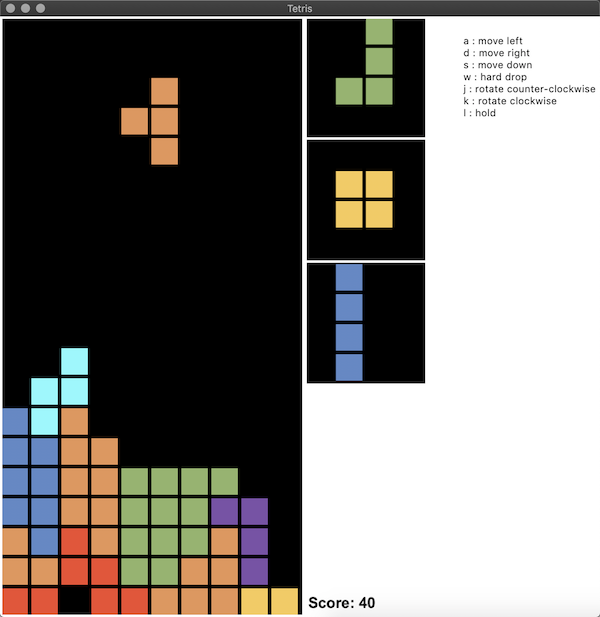 Tetris
a : move left
d : move right
s : move down
w : hard drop
j : rotate counter-clockwise
k : rotate clockwise
l : hold
Score: 40